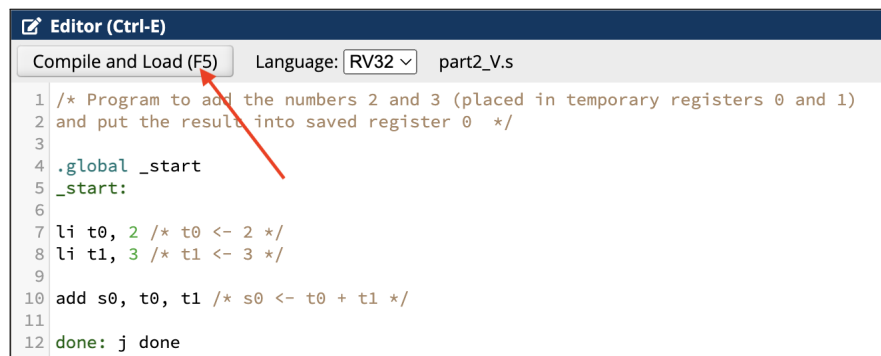 Editor (Ctrl-E)
Compile and Load (F5) Language: RV32 part2_V.s
1 /* Program to add the numbers 2 and 3 (placed in temporary registers 0 and 1)
2 and put the result into saved register 0  */
3
4 .global _start
5 _start:
6
7 li t0, 2 /* t0 <- 2 */
8 li t1, 3 /* t1 <- 3 */
9
10 add s0, t0, t1 /* s0 <- t0 + t1 */
11
12 done: j done